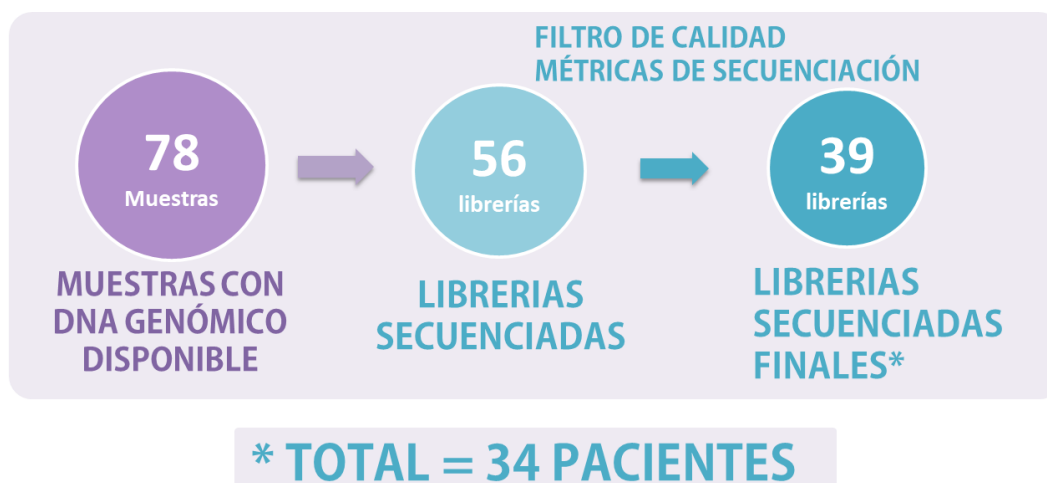 FILTRO DE CALIDAD
MÉTRICAS DE SECUENCIACIÓN
78
Muestras
56
librerías
39
librerías
MUESTRAS CON
DNA GENÓMICO
DISPONIBLE
LIBRERIAS
SECUENCIADAS
LIBRERIAS
SECUENCIADAS
FINALES*
* TOTAL = 34 PACIENTES